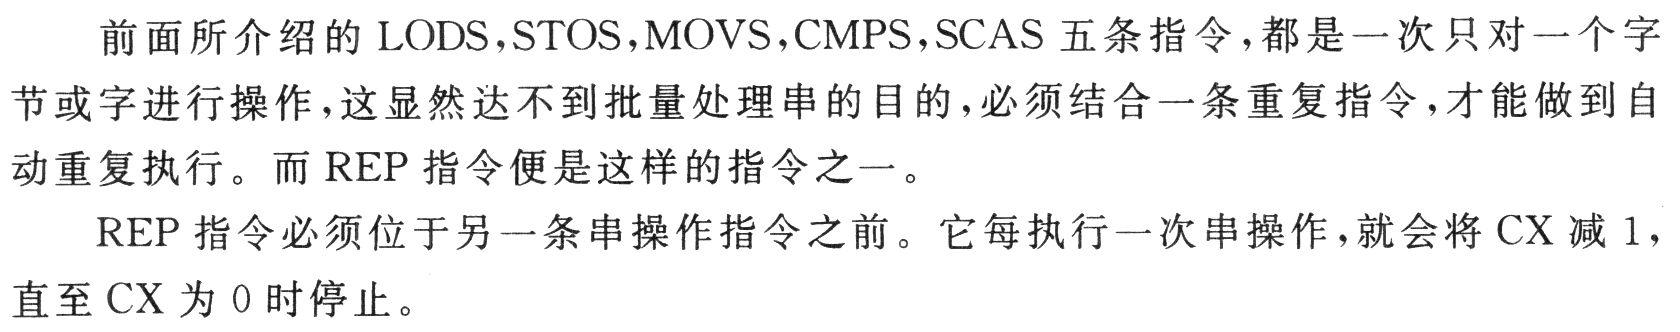 前面所介绍的 LODS,STOS,MOVS,CMPS,SCAS 五条指令,都是一次只对一个字
节或字进行操作,这显然达不到批量处理串的目的,必须结合一条重复指令,才能做到自
动重复执行。而 REP 指令便是这样的指令之一。
REP 指令必须位于另一条串操作指令之前。它每执行一次串操作,就会将 CX 减 1,
直至 CX 为 0 时停止。